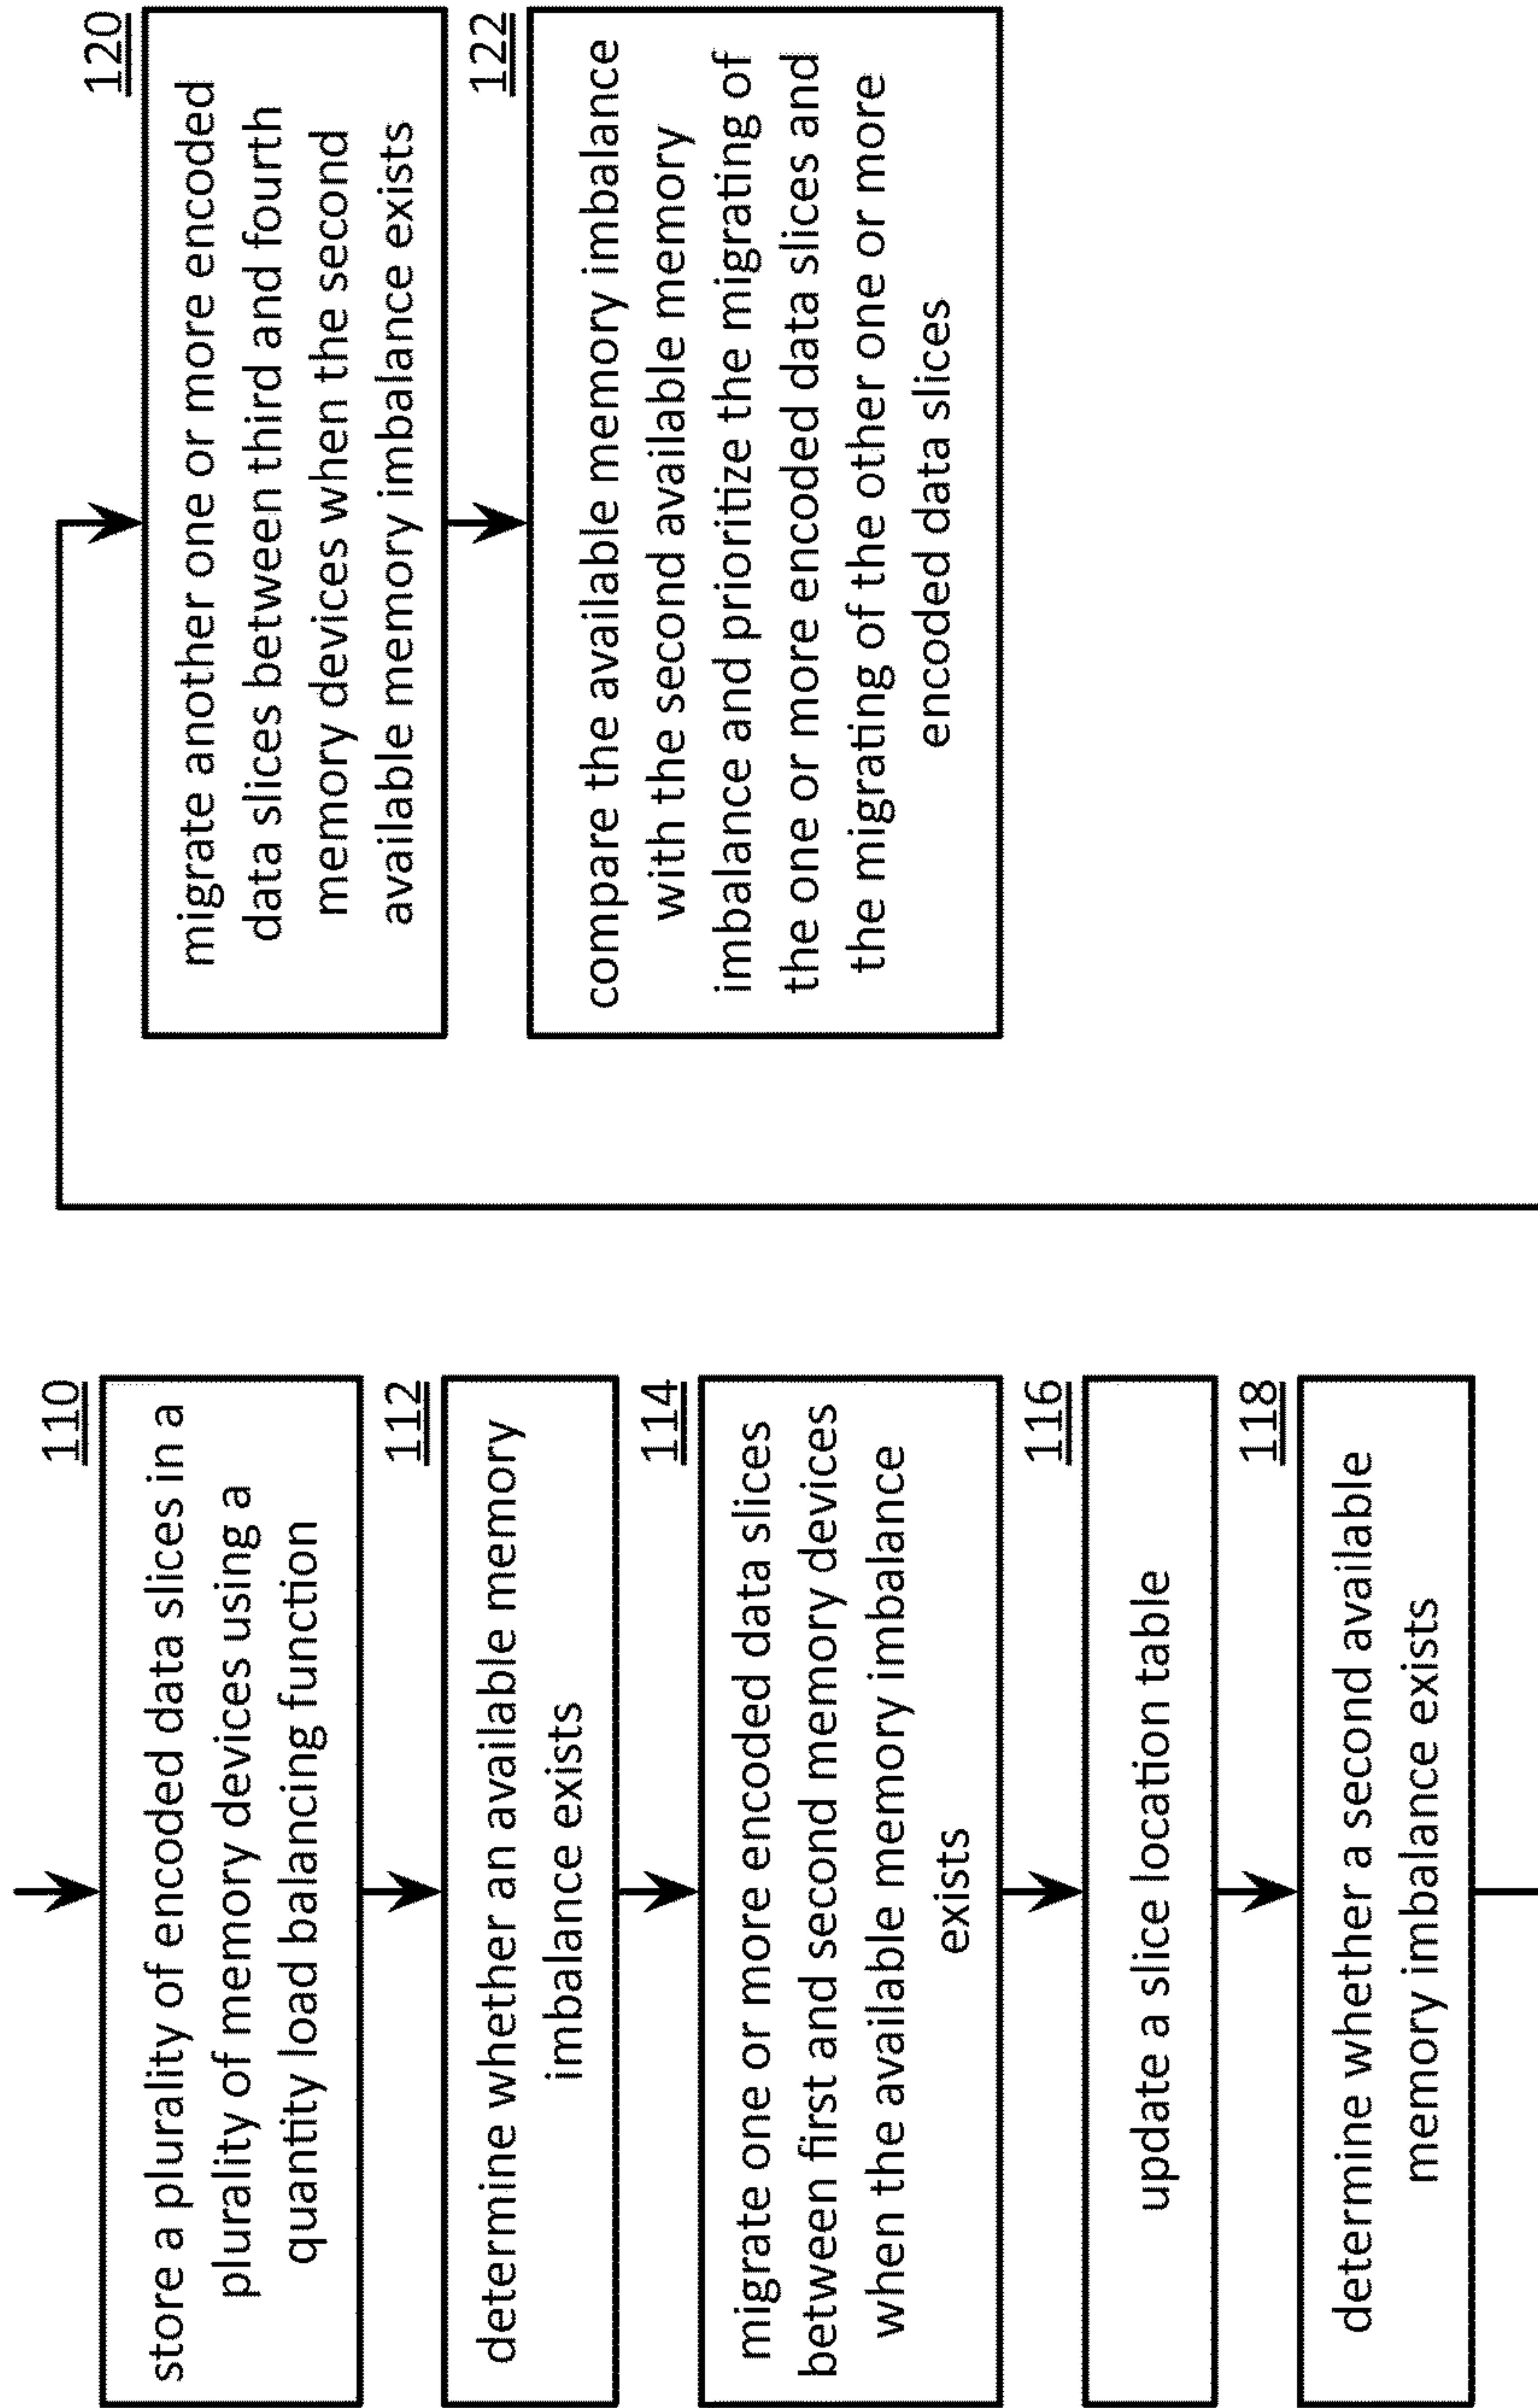 110
store a plurality of encoded data slices in a
plurality of memory devices using a
quantity load balancing function
112
determine whether an available memory
imbalance exists
114
migrate one or more encoded data slices
between first and second memory devices
when the available memory imbalance
exists
116
update a slice location table
118
determine whether a second available
memory imbalance exists
120
migrate another one or more encoded
data slices between third and fourth
memory devices when the second
available memory imbalance exists
122
compare the available memory imbalance
with the second available memory
imbalance and prioritize the migrating of
the one or more encoded data slices and
the migrating of the other one or more
encoded data slices